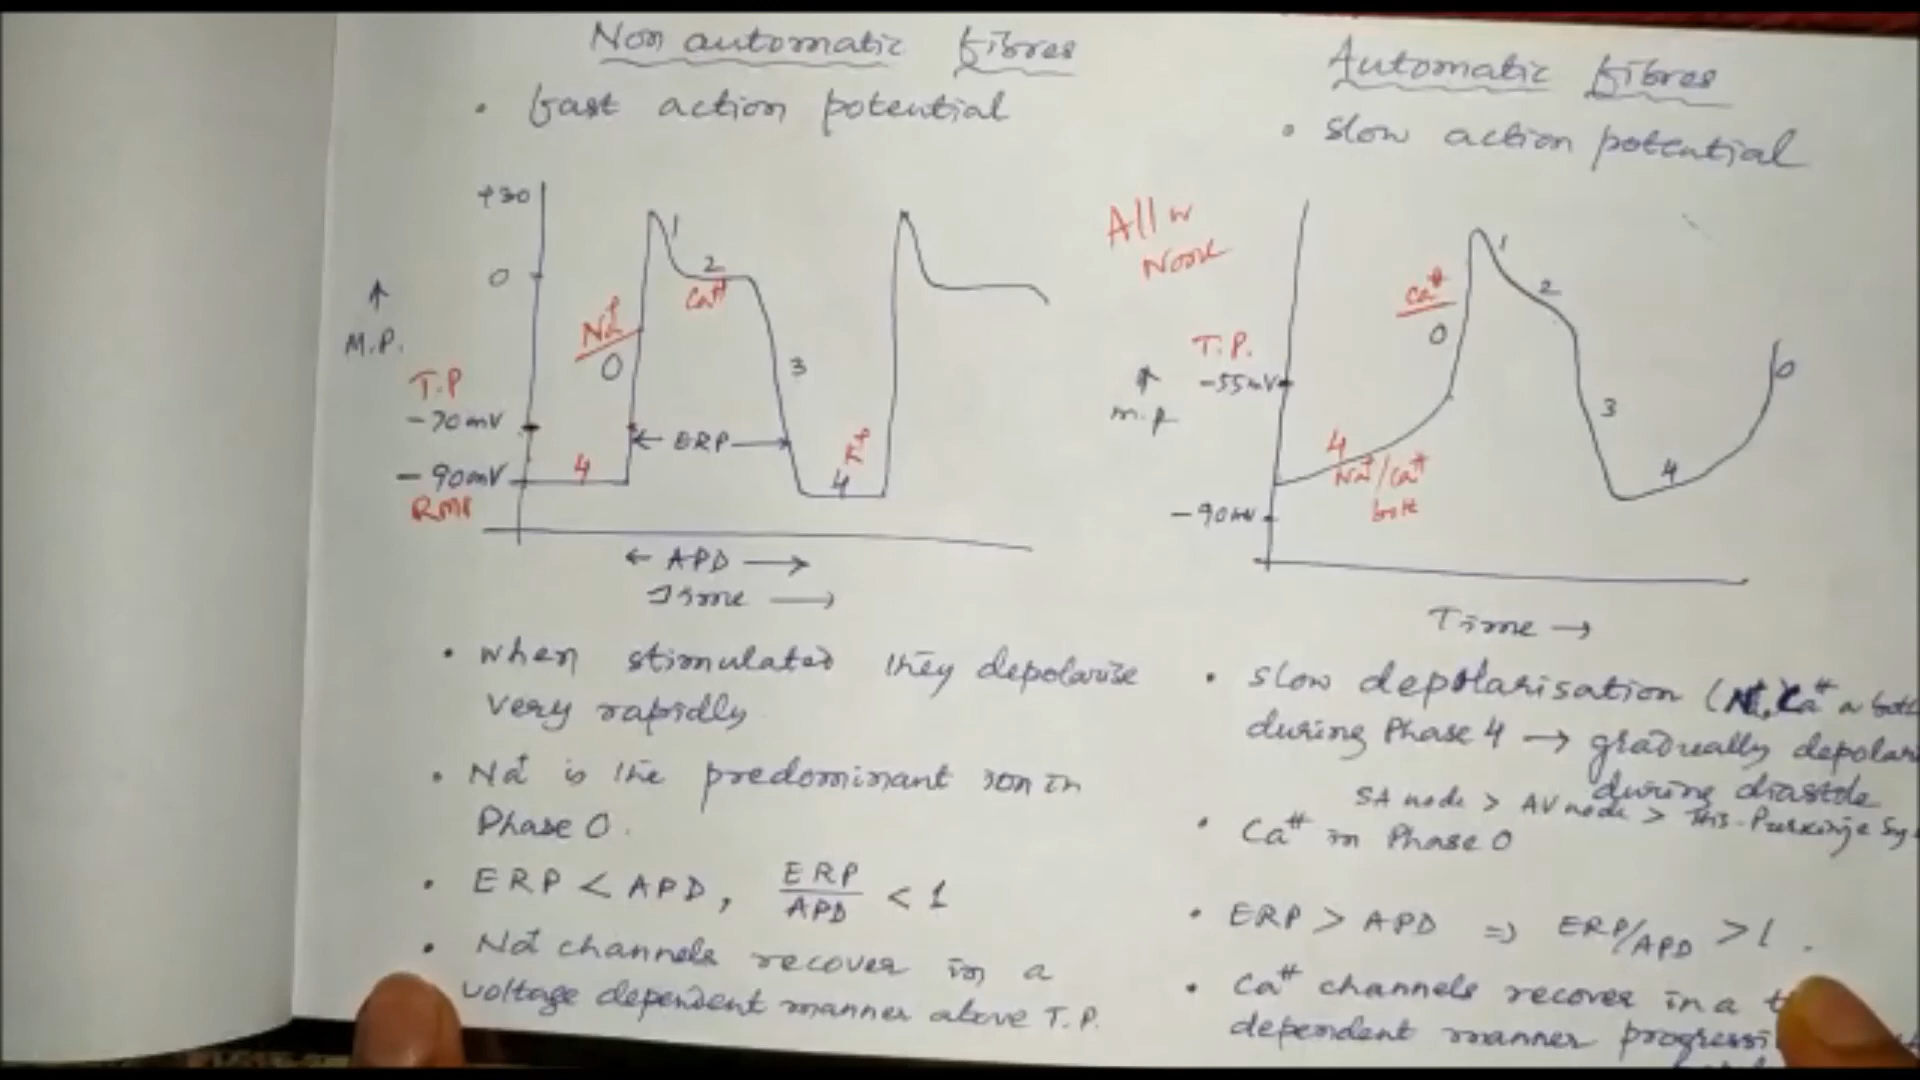 Non automatic fibres
• fast action potential
+30
0
↑
M.P.
T.P
-70mV
-90mV
RMP
Na+
0
1
2
Ca++
3
← ERP →
4
4
K+
← APD →
Time →
• When stimulated they depolarise
very rapidly
• Na+ is the predominant ion in
Phase 0.
• ERP < APD, ERP/APD < 1
• Na+ channels recover in a
voltage dependent manner above T.P.
Automatic fibres
• slow action potential
T.P.
-55mV
↑
m.p
-90mV
Ca++
0
1
2
3
4
Na+/Ca++
both
4
0
Time →
• slow depolarisation (Na+, Ca++
during Phase 4 → gradually depolar
during diastole
SA node > AV node > His-Purkinje Sy
• Ca++ in Phase 0
• ERP > APD ⇒ ERP/APD > 1.
• Ca++ channels recover in a t
dependent manner progressi